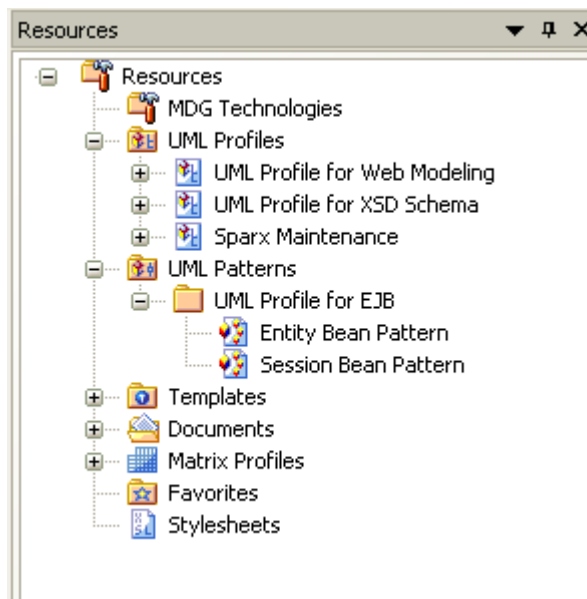 Resources
Resources
MDG Technologies
UML Profiles
UML Profile for Web Modeling
UML Profile for XSD Schema
Sparx Maintenance
UML Patterns
UML Profile for EJB
Entity Bean Pattern
Session Bean Pattern
Templates
Documents
Matrix Profiles
Favorites
Stylesheets